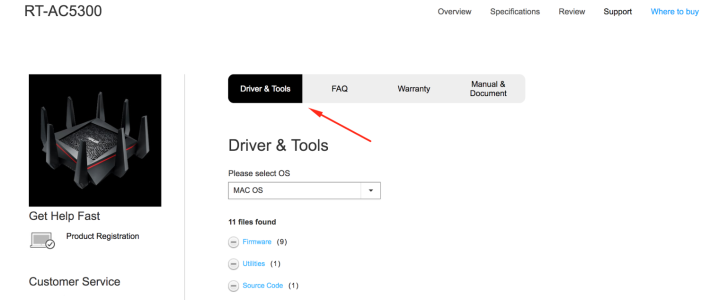 RT-AC5300
Overview Specifications Review Support Where to buy
Driver & Tools FAQ Warranty Manual & Document
Driver & Tools
Please select OS
MAC OS
11 files found
Firmware (9)
Utilities (1)
Source Code (1)
Get Help Fast
Product Registration
Customer Service